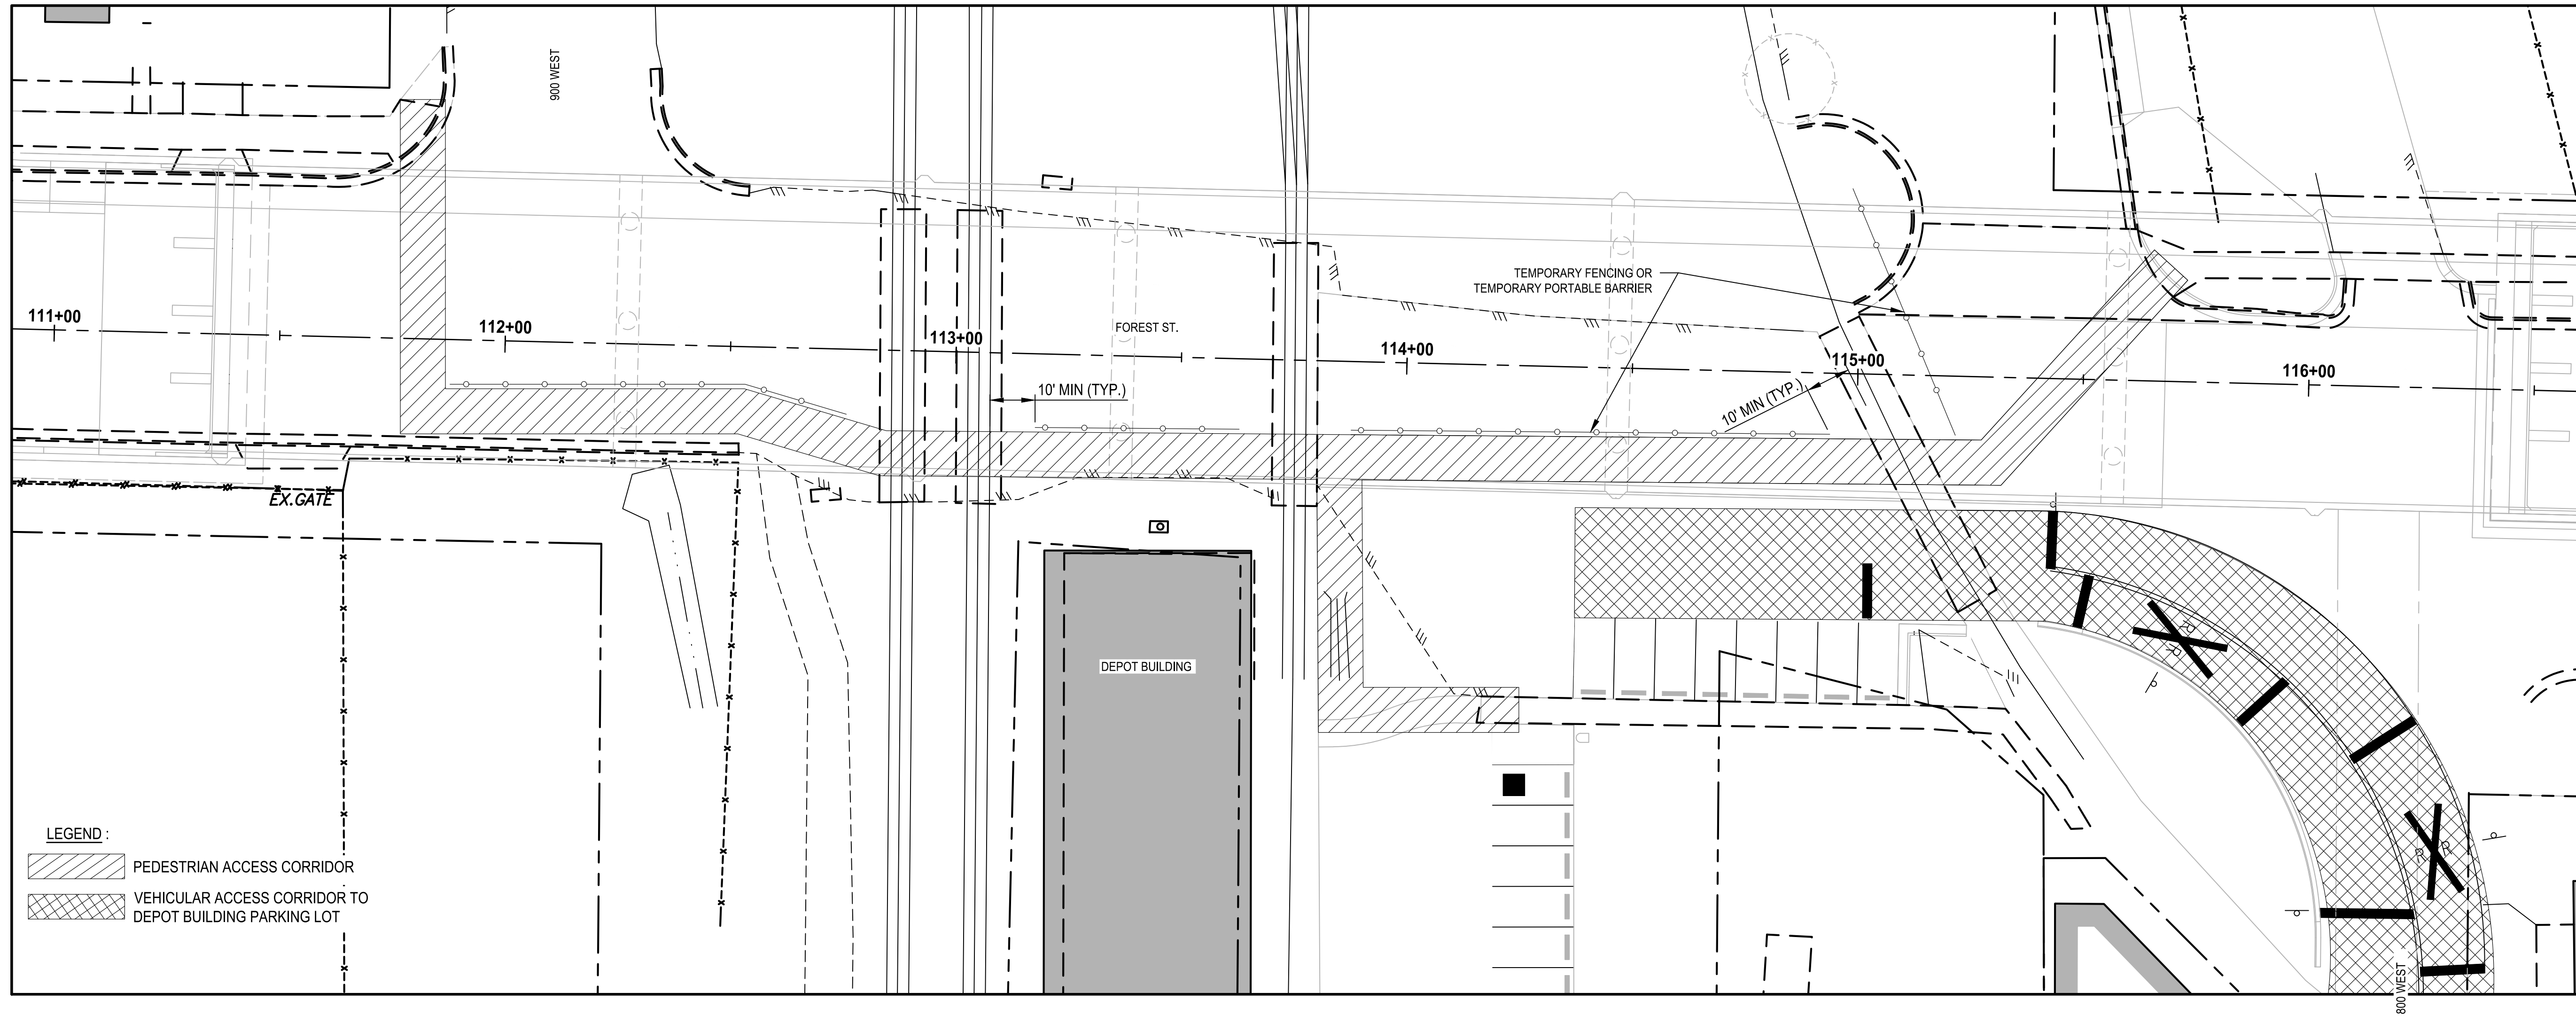 900 WEST
TEMPORARY FENCING OR
TEMPORARY PORTABLE BARRIER
111+00
112+00
113+00
FOREST ST.
114+00
115+00
116+00
10' MIN (TYP.)
10' MIN (TYP.)
EX.GATE
DEPOT BUILDING
R
R
R
R
LEGEND :
PEDESTRIAN ACCESS CORRIDOR
VEHICULAR ACCESS CORRIDOR TO
DEPOT BUILDING PARKING LOT
800 WEST